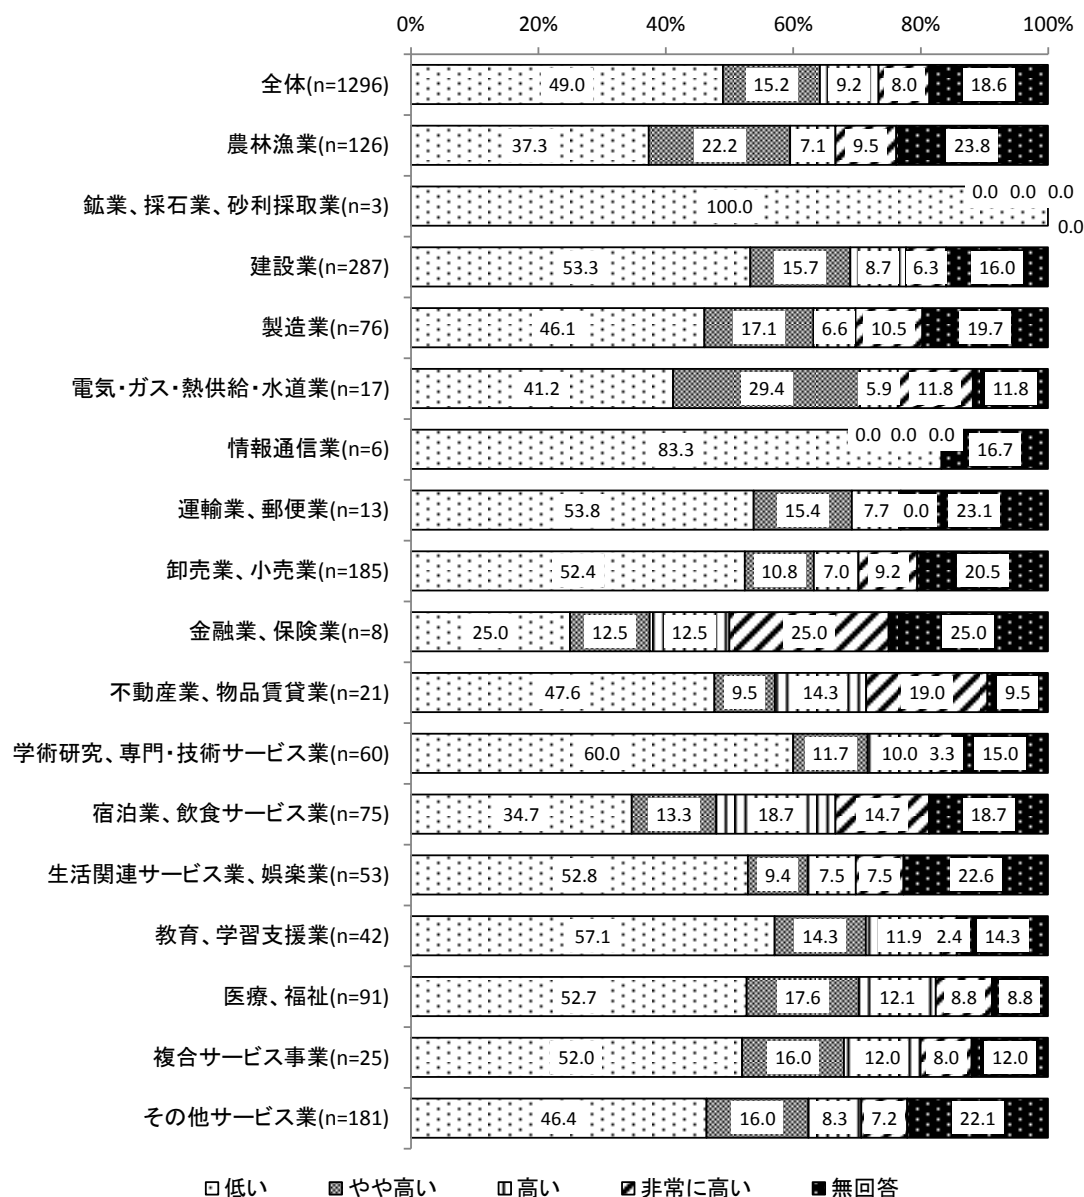 0% 20% 40% 60% 80% 100%
全体(n=1296) 49.0 15.2 9.2 8.0 18.6
農林漁業(n=126) 37.3 22.2 7.1 9.5 23.8
鉱業、採石業、砂利採取業(n=3) 100.0 0.0 0.0 0.0 0.0
建設業(n=287) 53.3 15.7 8.7 6.3 16.0
製造業(n=76) 46.1 17.1 6.6 10.5 19.7
電気・ガス・熱供給・水道業(n=17) 41.2 29.4 5.9 11.8 11.8
情報通信業(n=6) 83.3 0.0 0.0 0.0 16.7
運輸業、郵便業(n=13) 53.8 15.4 7.7 0.0 23.1
卸売業、小売業(n=185) 52.4 10.8 7.0 9.2 20.5
金融業、保険業(n=8) 25.0 12.5 12.5 25.0 25.0
不動産業、物品賃貸業(n=21) 47.6 9.5 14.3 19.0 9.5
学術研究、専門・技術サービス業(n=60) 60.0 11.7 10.0 3.3 15.0
宿泊業、飲食サービス業(n=75) 34.7 13.3 18.7 14.7 18.7
生活関連サービス業、娯楽業(n=53) 52.8 9.4 7.5 7.5 22.6
教育、学習支援業(n=42) 57.1 14.3 11.9 2.4 14.3
医療、福祉(n=91) 52.7 17.6 12.1 8.8 8.8
複合サービス事業(n=25) 52.0 16.0 12.0 8.0 12.0
その他サービス業(n=181) 46.4 16.0 8.3 7.2 22.1
低い やや高い 高い 非常に高い 無回答